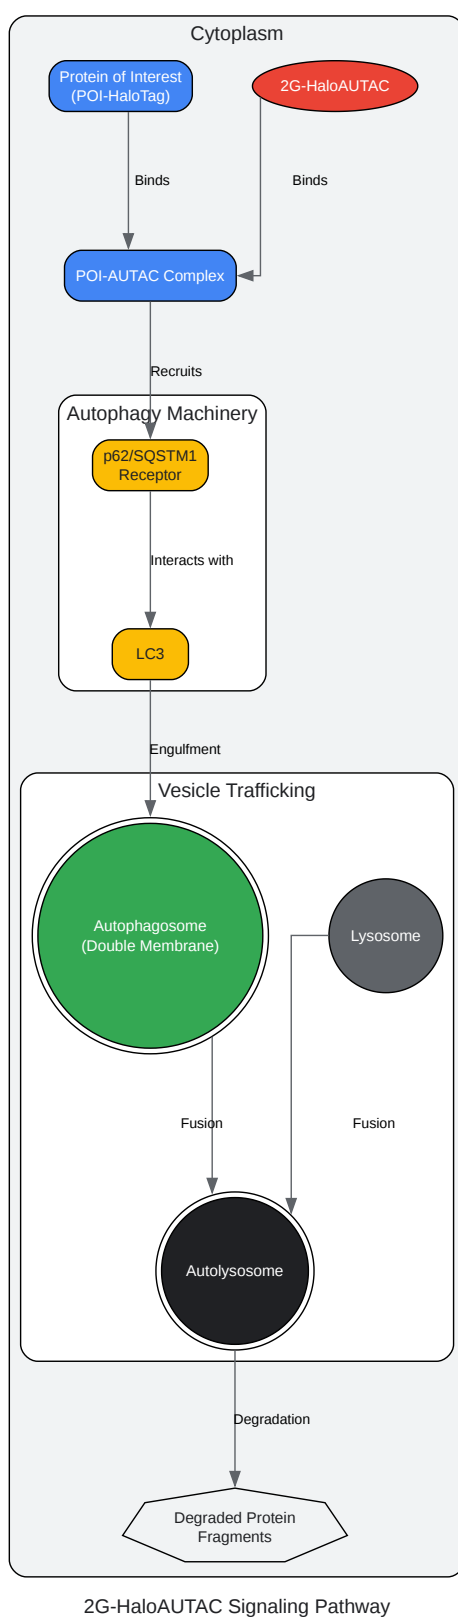 Cytoplasm
Protein of Interest
(POI-HaloTag)
2G-HaloAUTAC
Binds
Binds
POI-AUTAC Complex
Recruits
Autophagy Machinery
p62/SQSTM1
Receptor
Interacts with
LC3
Engulfment
Vesicle Trafficking
Autophagosome
(Double Membrane)
Lysosome
Fusion
Fusion
Autolysosome
Degradation
Degraded Protein
Fragments
2G-HaloAUTAC Signaling Pathway